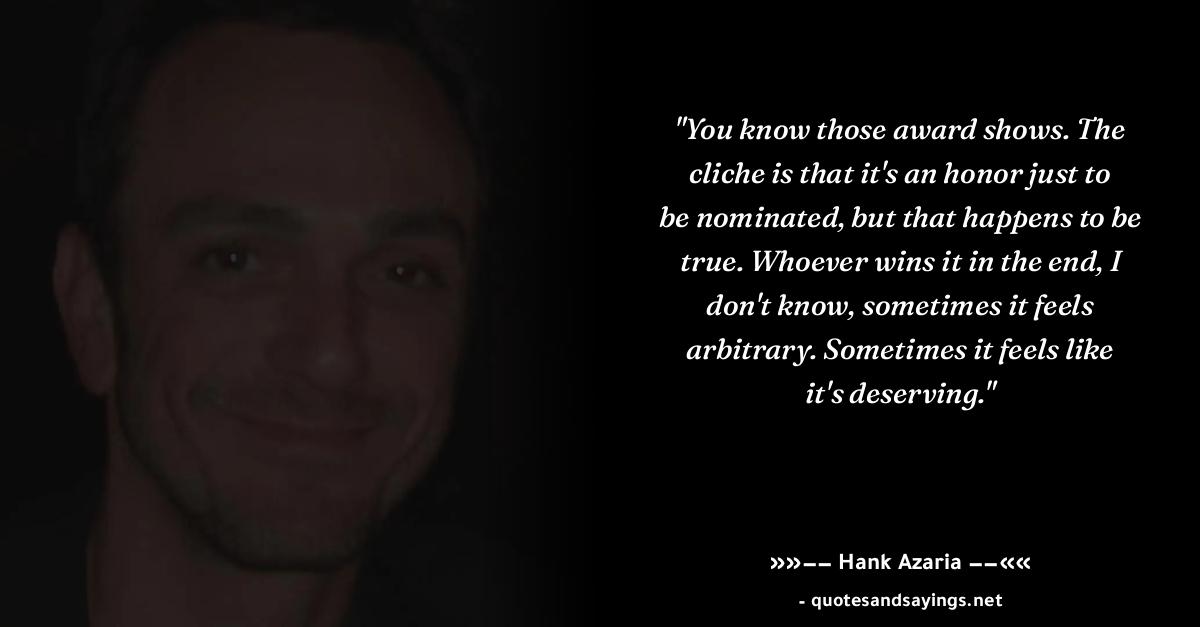 "You know those award shows. The
cliche is that it's an honor just to
be nominated, but that happens to be
true. Whoever wins it in the end, I
don't know, sometimes it feels
arbitrary. Sometimes it feels like
it's deserving."
»»–– Hank Azaria ––««
- quotesandsayings.net